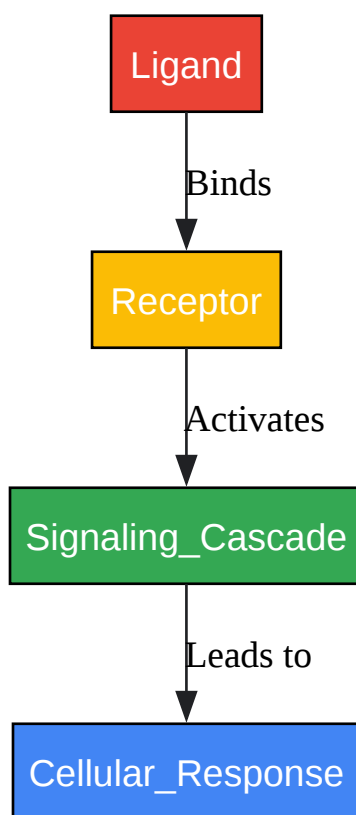 Ligand
Binds
Receptor
Activates
Signaling_Cascade
Leads to
Cellular_Response